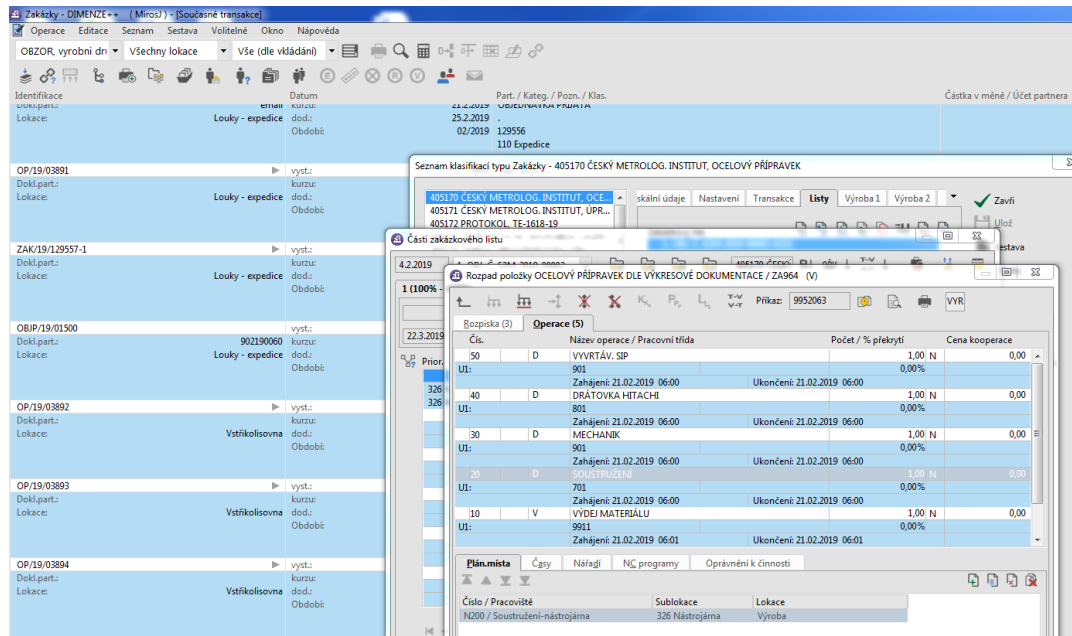 Zakázky - DIMENZE++ ( MirosJ ) - [Současné transakce]
Operace Editace Seznam Sestava Volitelné Okno Nápověda
OBZOR, vyrobni dr Všechny lokace Vše (dle vkládání)
Identifikace Datum Part. / Kateg. / Pozn. / Klas. Částka v měně / Účet partnera
Dokl.part.: email kurzu: 21.2.2019 OBJEDNÁVKA PŘIJATÁ
Lokace: Louky - expedice dod.: 25.2.2019 .
Období: 02/2019 129556
110 Expedice
OP/19/03891 vyst.:
Dokl.part.: kurzu:
Lokace: Louky - expedice dod.:
Období:
ZAK/19/129557-1 vyst.:
Dokl.part.: kurzu:
Lokace: Louky - expedice dod.:
Období:
OBJP/19/01500 vyst.:
Dokl.part.: 902190060 kurzu:
Lokace: Louky - expedice dod.:
Období:
OP/19/03892 vyst.:
Dokl.part.: kurzu:
Lokace: Vstřikolisovna dod.:
Období:
OP/19/03893 vyst.:
Dokl.part.: kurzu:
Lokace: Vstřikolisovna dod.:
Období:
OP/19/03894 vyst.:
Dokl.part.: kurzu:
Lokace: Vstřikolisovna dod.:
Období:
Seznam klasifikací typu Zakázky - 405170 ČESKÝ METROLOG. INSTITUT, OCELOVÝ PŘÍPRAVEK
405170 ČESKÝ METROLOG. INSTITUT, OCE...
405171 ČESKÝ METROLOG. INSTITUT, ÚPR...
405172 PROTOKOL, TE-1618-19
skální údaje Nastavení Transakce Listy Výroba 1 Výroba 2
Zavři
Ulož
estava
Části zakázkového listu
4.2.2019
1 (100% -
22.3.2019
Prior.
326
326
Rozpad položky OCELOVÝ PŘÍPRAVEK DLE VÝKRESOVÉ DOKUMENTACE / ZA964 (V)
T-V
V-T
Příkaz: 9952063 VYR
Rozpiska (3) Operace (5)
Čís. Název operace / Pracovní třída Počet / % překrytí Cena kooperace
50 D VYVRTÁV. SIP 1,00 N 0,00
U1: 901 0,00%
Zahájení: 21.02.2019 06:00 Ukončení: 21.02.2019 06:00
40 D DRÁTOVKA HITACHI 1,00 N 0,00
U1: 801 0,00%
Zahájení: 21.02.2019 06:00 Ukončení: 21.02.2019 06:00
30 D MECHANIK 1,00 N 0,00
U1: 901 0,00%
Zahájení: 21.02.2019 06:00 Ukončení: 21.02.2019 06:00
20 D SOUSTRUŽENÍ 1,00 N 0,00
U1: 701 0,00%
Zahájení: 21.02.2019 06:00 Ukončení: 21.02.2019 06:00
10 V VÝDEJ MATERIÁLU 1,00 N 0,00
U1: 9911 0,00%
Zahájení: 21.02.2019 06:01 Ukončení: 21.02.2019 06:01
Plán.místa Časy Nářadí NC programy Oprávnění k činnosti
Číslo / Pracoviště Sublokace Lokace
N200 / Soustružení-nástrojárna 326 Nástrojárna Výroba